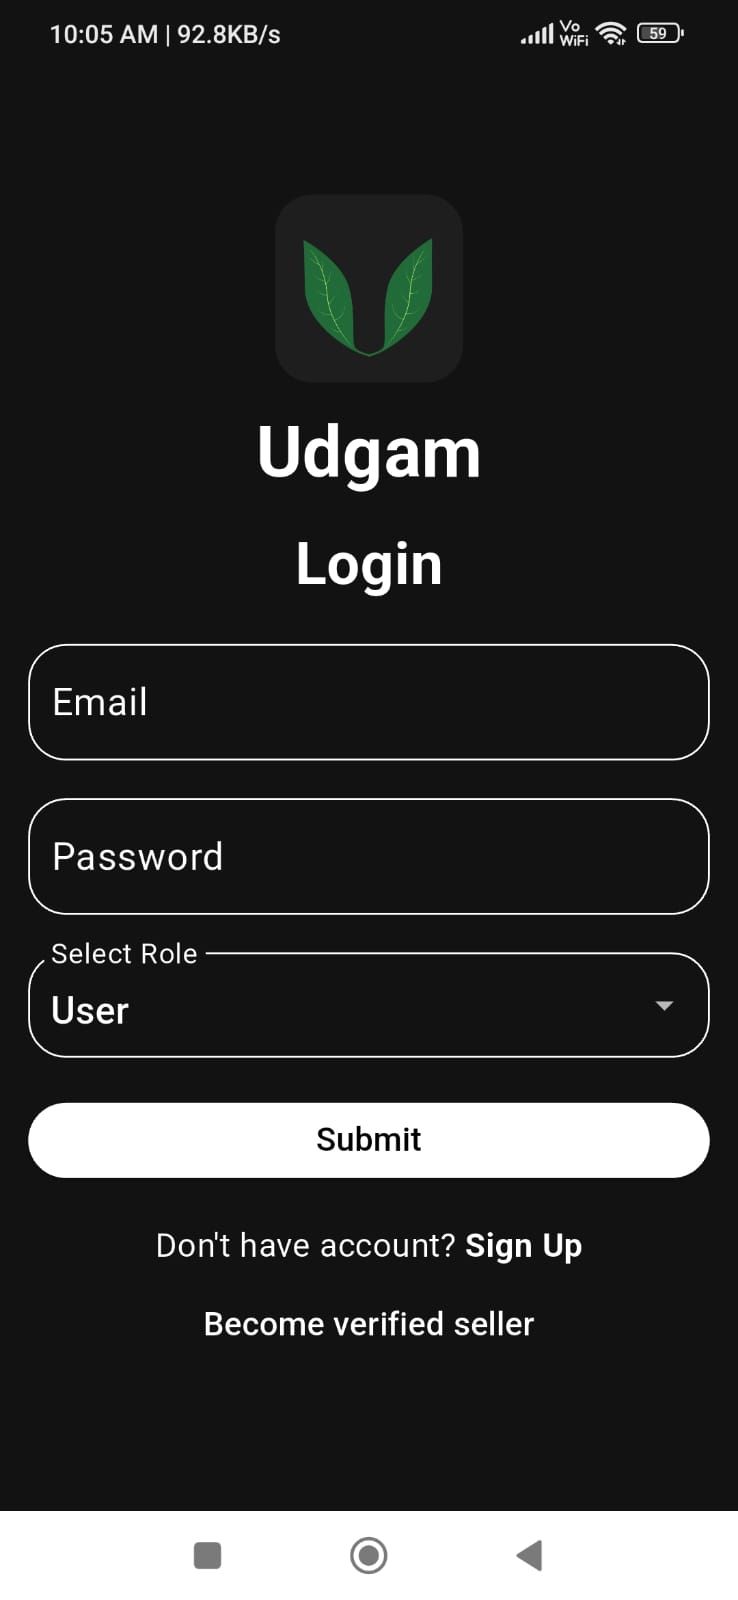 10:05 AM | 92.8KB/s Vo WiFi 59
Udgam
Login
Email
Password
Select Role
User
Submit
Don't have account? Sign Up
Become verified seller